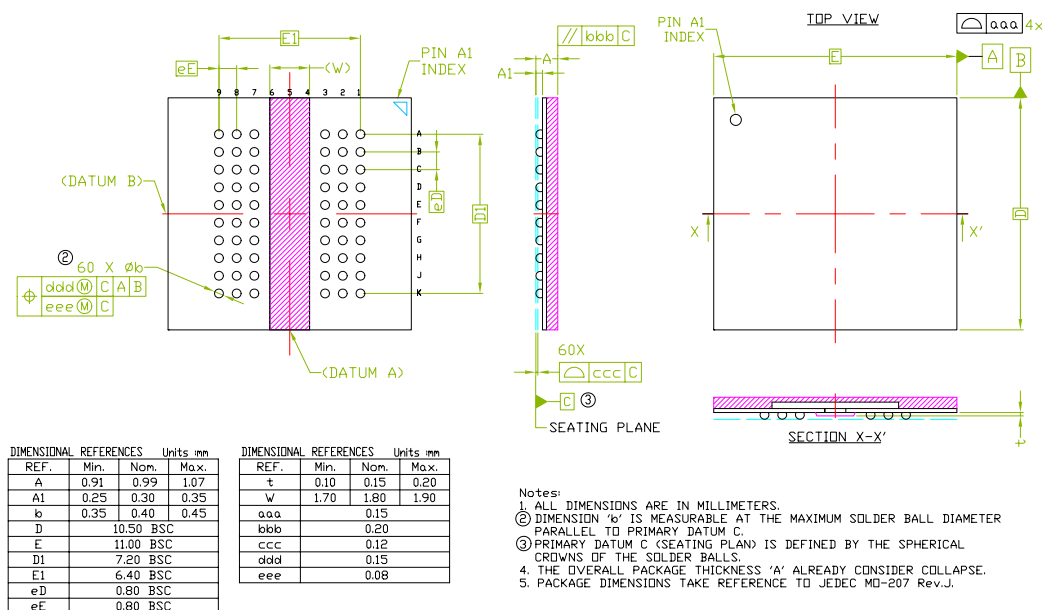 TOP VIEW
aaa 4x
E1
PIN A1
INDEX
// bbb C
A
PIN A1
INDEX
E
A
B
eE
(W)
A1
9 8 7 6 5 4 3 2 1
A
B
C
D
E
F
G
H
J
K
eD
D1
(DATUM B)
D
X
X'
②
60 X Øb
ddd Ⓜ C A B
eee Ⓜ C
(DATUM A)
60X
ccc C
C ③
SEATING PLANE
t
SECTION X-X'
DIMENSIONAL REFERENCES Units :mm
REF. Min. Nom. Max.
A 0.91 0.99 1.07
A1 0.25 0.30 0.35
b 0.35 0.40 0.45
D 10.50 BSC
E 11.00 BSC
D1 7.20 BSC
E1 6.40 BSC
eD 0.80 BSC
eE 0.80 BSC
DIMENSIONAL REFERENCES Units :mm
REF. Min. Nom. Max.
t 0.10 0.15 0.20
W 1.70 1.80 1.90
aaa 0.15
bbb 0.20
ccc 0.12
ddd 0.15
eee 0.08
Notes:
1. ALL DIMENSIONS ARE IN MILLIMETERS.
② DIMENSION 'b' IS MEASURABLE AT THE MAXIMUM SOLDER BALL DIAMETER
PARALLEL TO PRIMARY DATUM C.
③ PRIMARY DATUM C (SEATING PLAN) IS DEFINED BY THE SPHERICAL
CROWNS OF THE SOLDER BALLS.
4. THE OVERALL PACKAGE THICKNESS 'A' ALREADY CONSIDER COLLAPSE.
5. PACKAGE DIMENSIONS TAKE REFERENCE TO JEDEC MO-207 Rev.J.